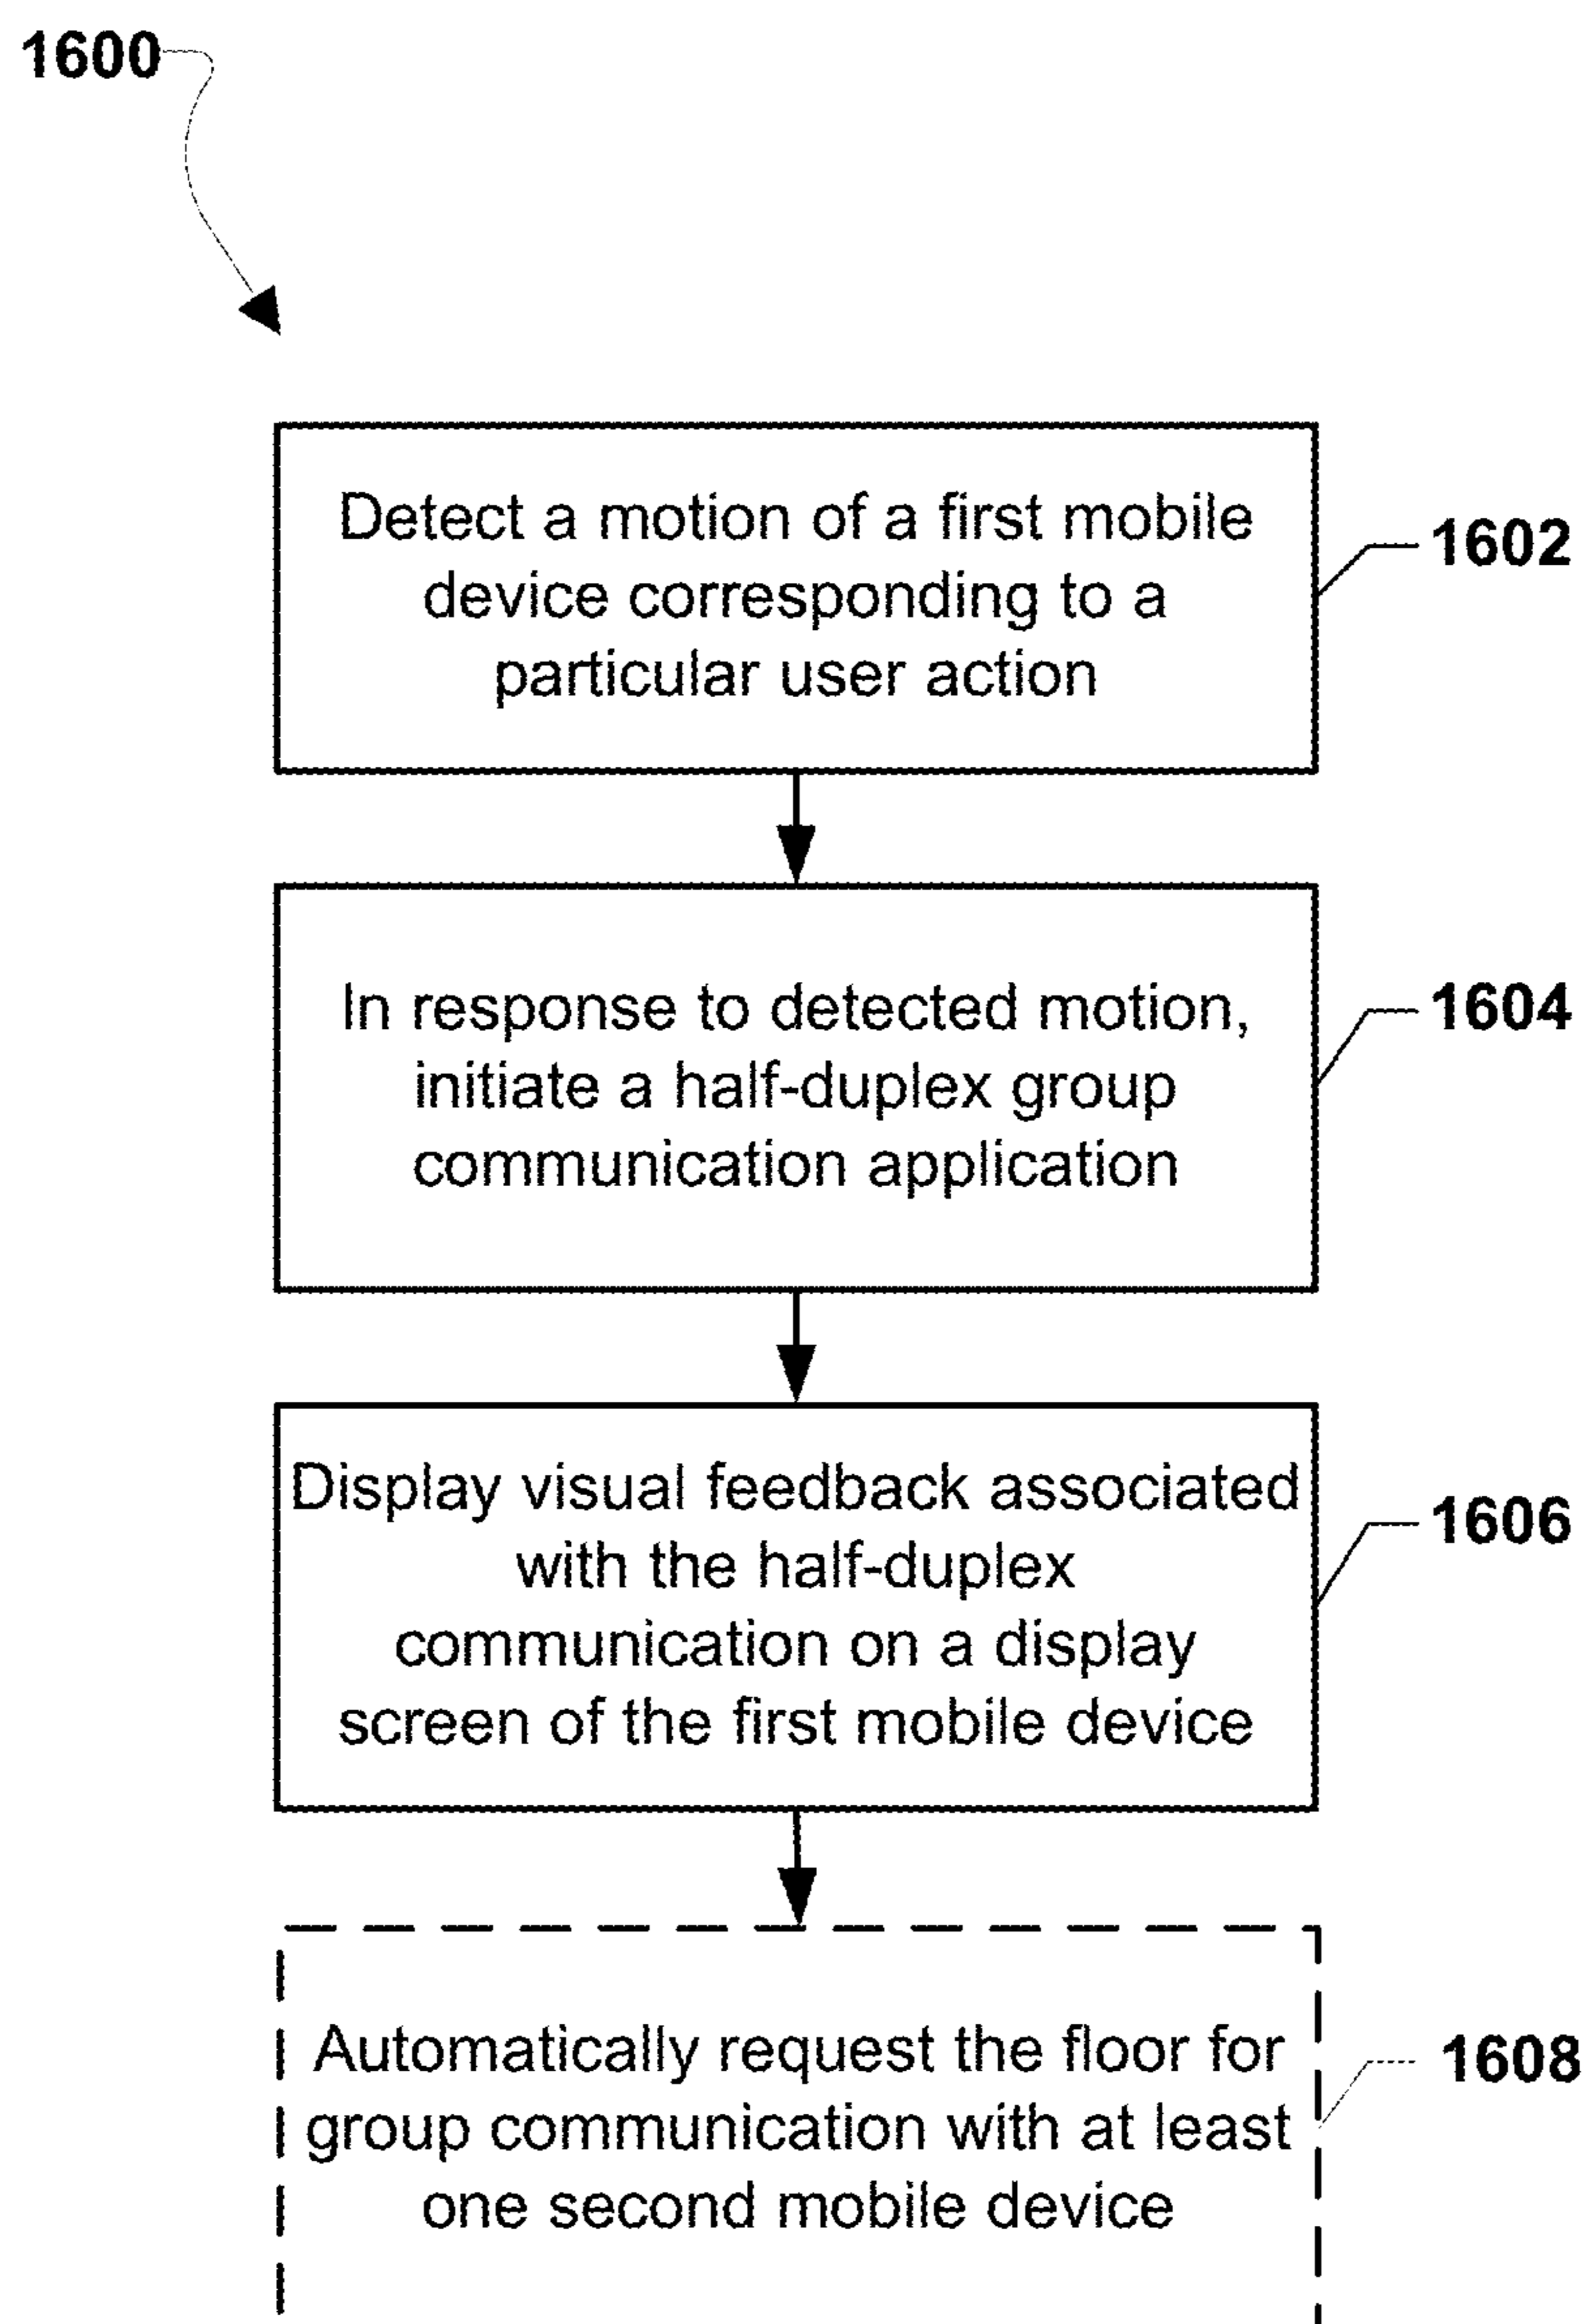 1600
Detect a motion of a first mobile
device corresponding to a
particular user action
1602
In response to detected motion,
initiate a half-duplex group
communication application
1604
Display visual feedback associated
with the half-duplex
communication on a display
screen of the first mobile device
1606
Automatically request the floor for
group communication with at least
one second mobile device
1608